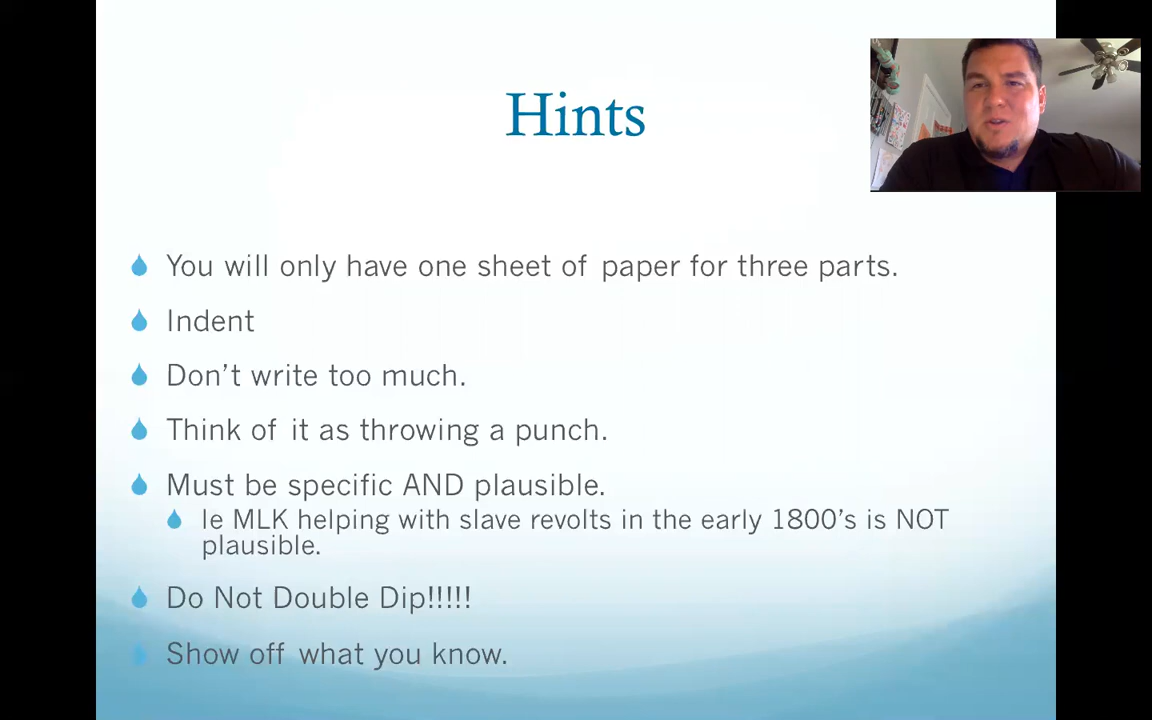 Hints
You will only have one sheet of paper for three parts.
Indent
Don't write too much.
Think of it as throwing a punch.
Must be specific AND plausible.
Ie MLK helping with slave revolts in the early 1800's is NOT
plausible.
Do Not Double Dip!!!!!
Show off what you know.